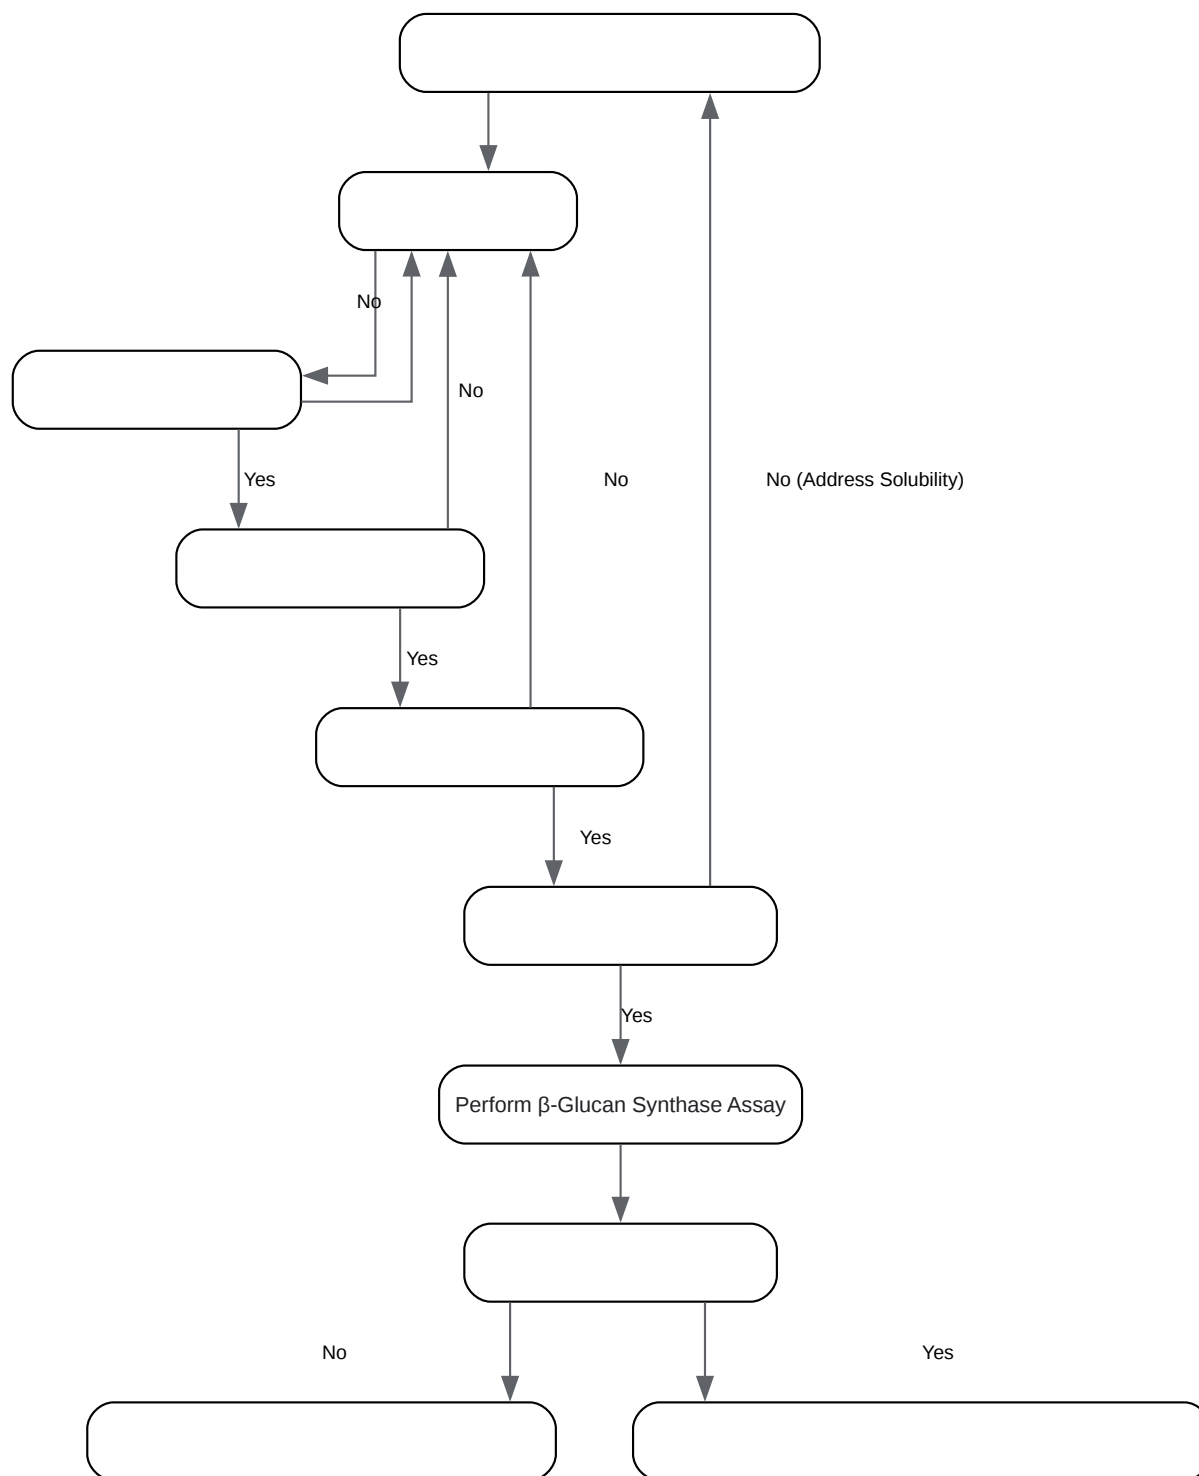 No
No
Yes
No
No (Address Solubility)
Yes
Yes
Yes
Perform β-Glucan Synthase Assay
No
Yes